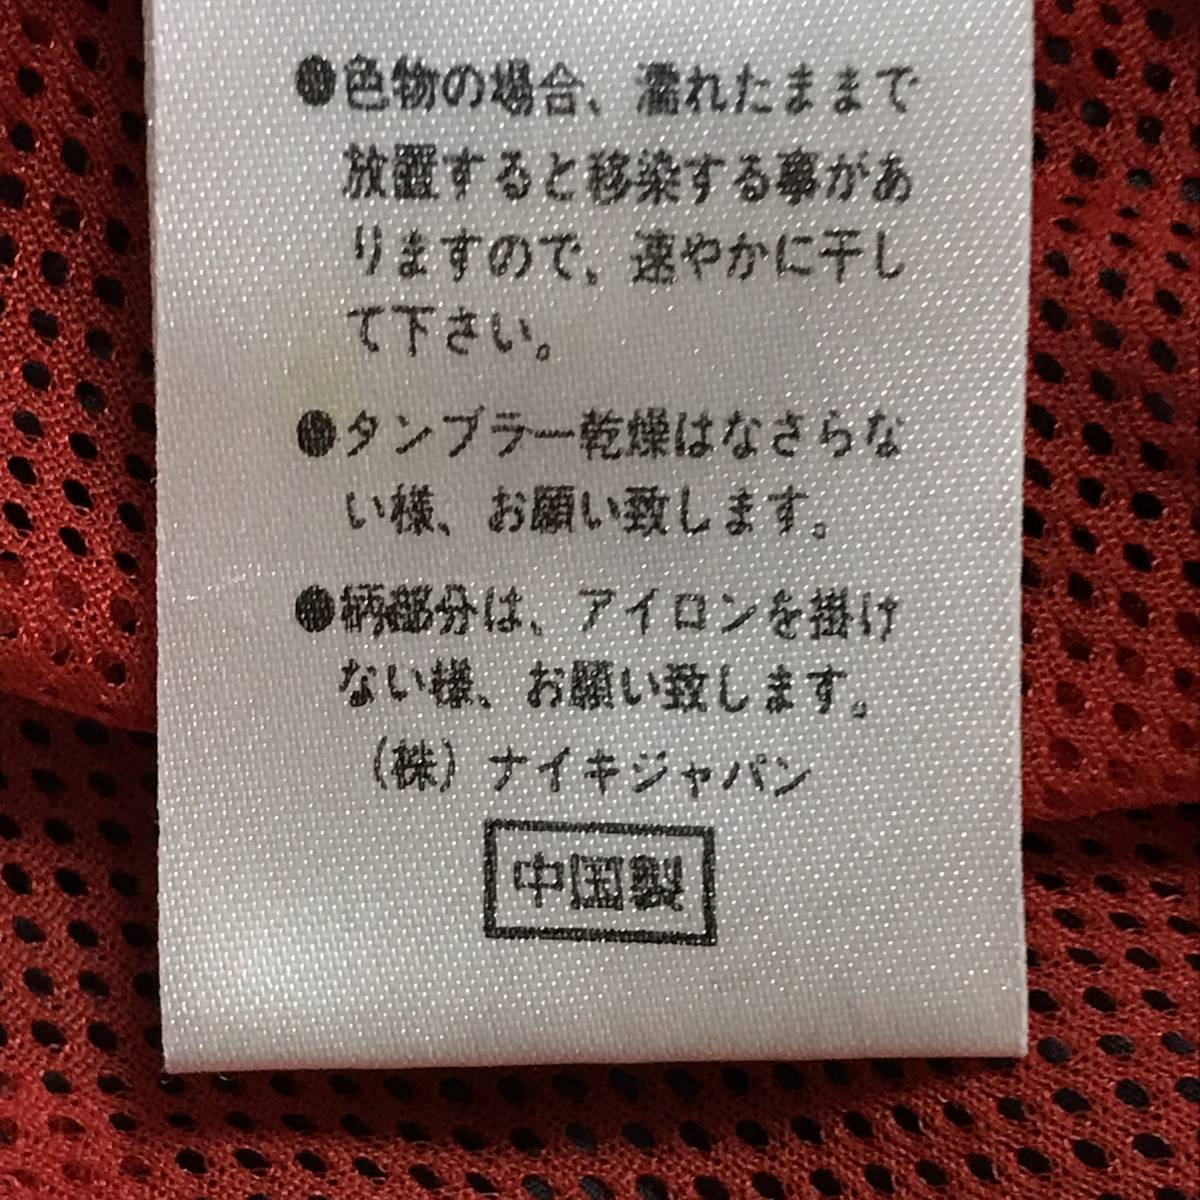 ●色物の場合、濡れたままで
放置すると移染する事があ
りますので、速やかに干し
て下さい。
●タンブラー乾燥はなさらな
い様、お願い致します。
●柄部分は、アイロンを掛け
ない様、お願い致します。
(株)ナイキジャパン
中国製